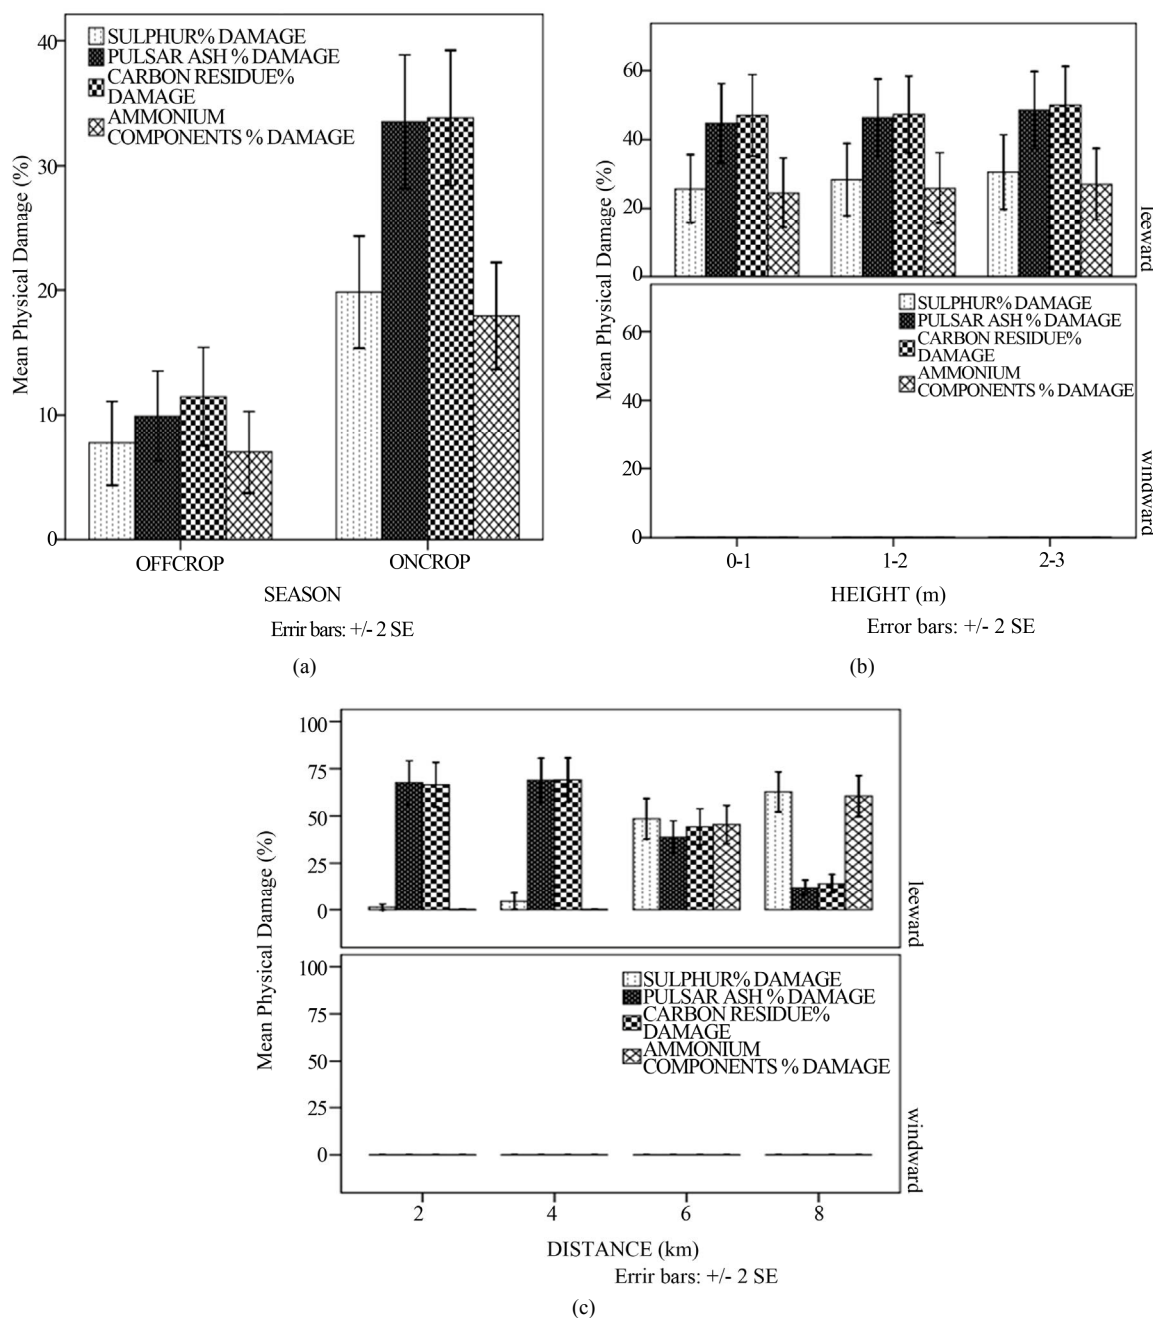 SULPHUR% DAMAGE
PULSAR ASH % DAMAGE
CARBON RESIDUE%
DAMAGE
AMMONIUM
COMPONENTS % DAMAGE
Mean Physical Damage (%)
40
30
20
10
0
OFFCROP
ONCROP
SEASON
Errir bars: +/- 2 SE
(a)
Mean Physical Damage (%)
60
40
20
0
leeward
SULPHUR% DAMAGE
PULSAR ASH % DAMAGE
CARBON RESIDUE%
DAMAGE
AMMONIUM
COMPONENTS % DAMAGE
60
40
20
0
windward
0-1
1-2
2-3
HEIGHT (m)
Error bars: +/- 2 SE
(b)
Mean Physical Damage (%)
100
75
50
25
0
leeward
SULPHUR% DAMAGE
PULSAR ASH % DAMAGE
CARBON RESIDUE%
DAMAGE
AMMONIUM
COMPONENTS % DAMAGE
100
75
50
25
0
windward
2
4
6
8
DISTANCE (km)
Errir bars: +/- 2 SE
(c)